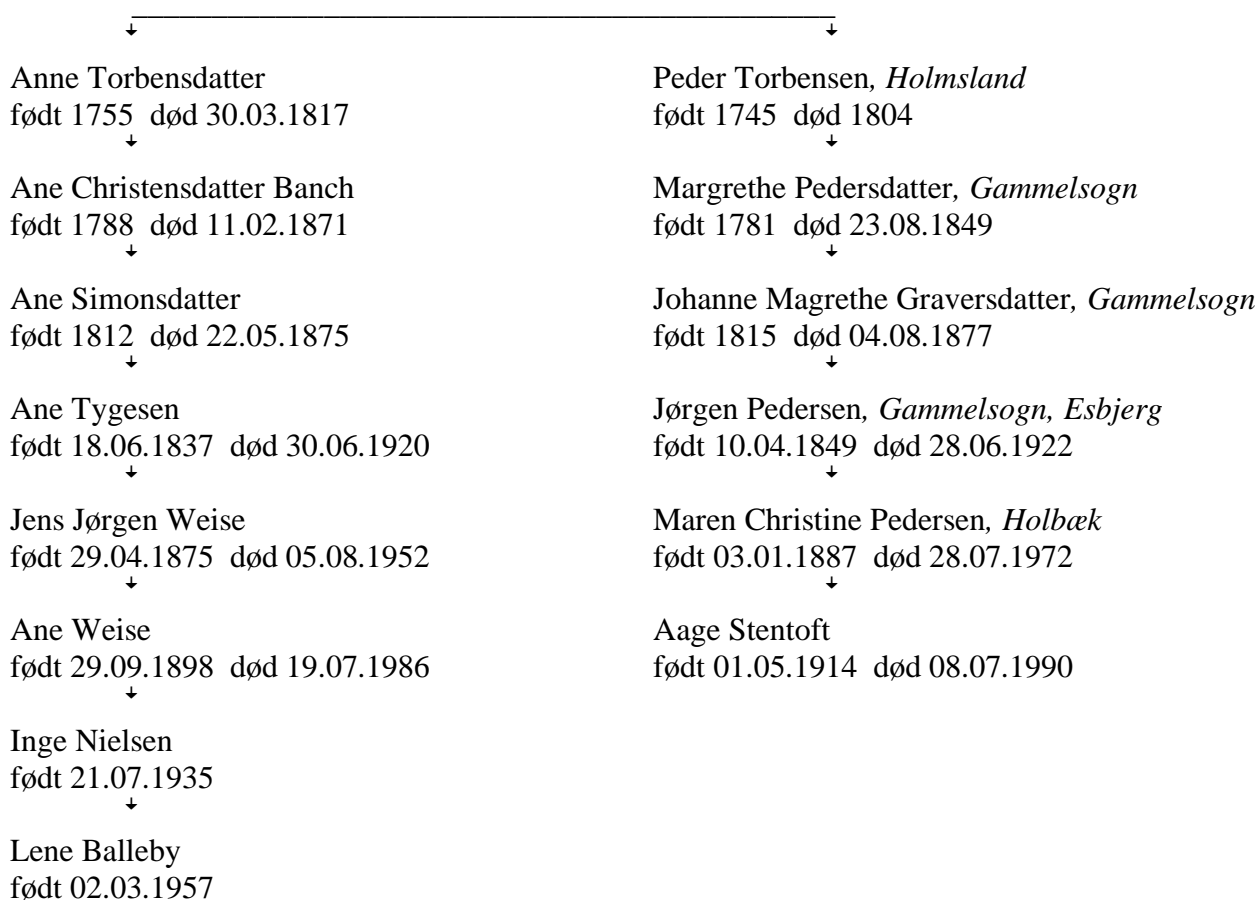 Anne Torbensdatter
født 1755 død 30.03.1817
Ane Christensdatter Banch
født 1788 død 11.02.1871
Ane Simonsdatter
født 1812 død 22.05.1875
Ane Tygesen
født 18.06.1837 død 30.06.1920
Jens Jørgen Weise
født 29.04.1875 død 05.08.1952
Ane Weise
født 29.09.1898 død 19.07.1986
Inge Nielsen
født 21.07.1935
Lene Balleby
født 02.03.1957
Peder Torbensen, Holmsland
født 1745 død 1804
Margrethe Pedersdatter, Gammelsogn
født 1781 død 23.08.1849
Johanne Magrethe Graversdatter, Gammelsogn
født 1815 død 04.08.1877
Jørgen Pedersen, Gammelsogn, Esbjerg
født 10.04.1849 død 28.06.1922
Maren Christine Pedersen, Holbæk
født 03.01.1887 død 28.07.1972
Aage Stentoft
født 01.05.1914 død 08.07.1990